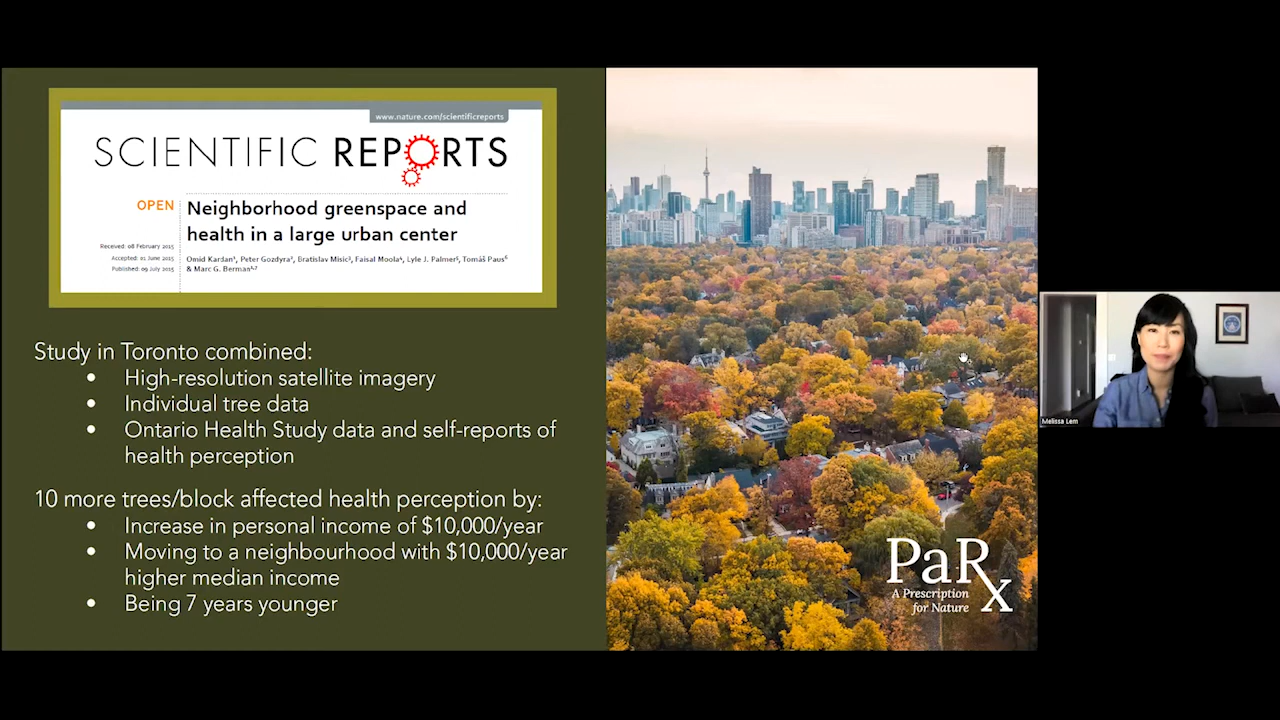 www.nature.com/scientificreports
SCIENTIFIC REPORTS
OPEN
Neighborhood greenspace and
health in a large urban center
Received: 08 February 2015
Accepted: 01 June 2015
Published: 09 July 2015
Omid Kardan¹, Peter Gozdyra², Bratislav Misic³, Faisal Moola⁴, Lyle J. Palmer⁵, Tomáš Paus⁶
& Marc G. Berman¹,⁷
Study in Toronto combined:
• High-resolution satellite imagery
• Individual tree data
• Ontario Health Study data and self-reports of
health perception
10 more trees/block affected health perception by:
• Increase in personal income of $10,000/year
• Moving to a neighbourhood with $10,000/year
higher median income
• Being 7 years younger
PaRx
A Prescription
for Nature
Melissa Lem